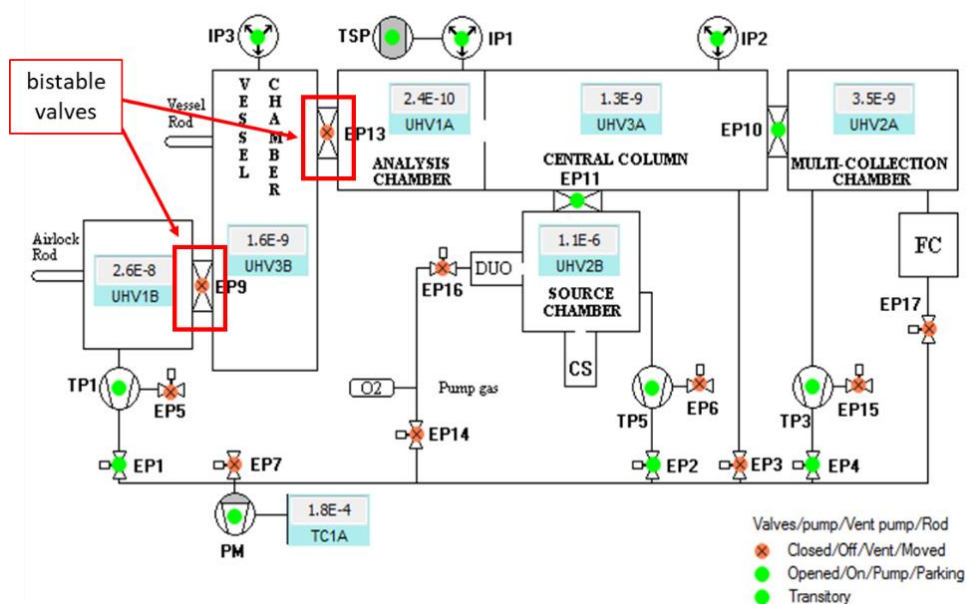 IP3
TSP
IP1
IP2
bistable
valves
VESSEL
CHAMBER
Vessel
Rod
2.4E-10
UHV1A
1.3E-9
UHV3A
3.5E-9
UHV2A
EP13
EP10
ANALYSIS
CHAMBER
CENTRAL COLUMN
MULTI-COLLECTION
CHAMBER
EP11
Airlock
Rod
2.6E-8
UHV1B
1.6E-9
UHV3B
EP9
DUO
1.1E-6
UHV2B
FC
EP16
SOURCE
CHAMBER
EP17
CS
TP1
EP5
O2
Pump gas
TP5
EP6
TP3
EP15
EP14
EP1
EP7
EP2
EP3
EP4
1.8E-4
TC1A
PM
Valves/pump/Vent pump/Rod
Closed/Off/Vent/Moved
Opened/On/Pump/Parking
Transitory